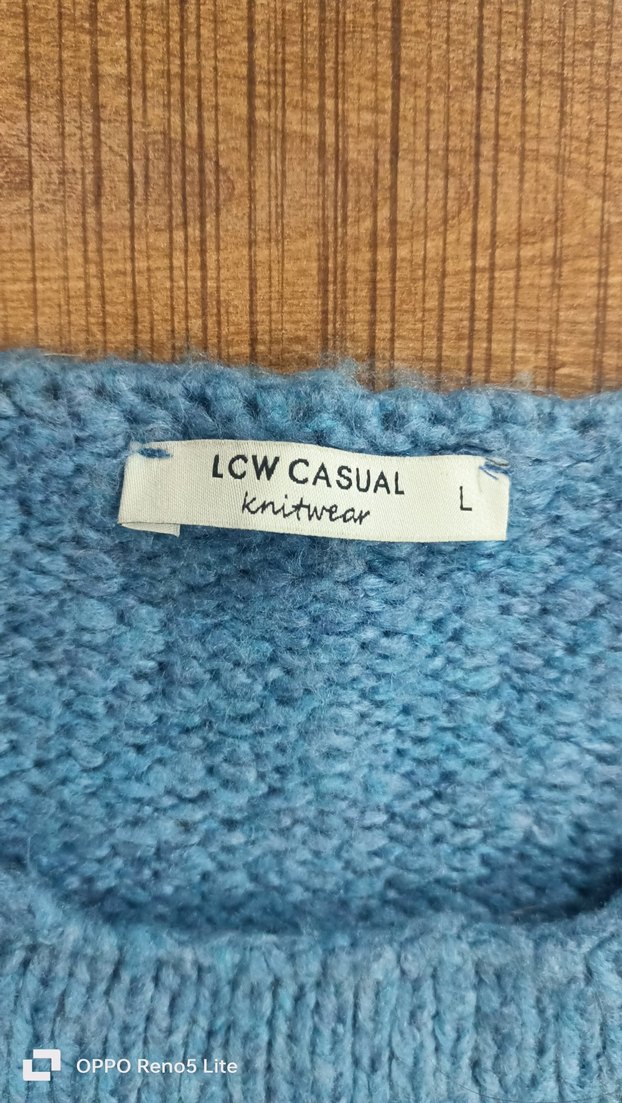 LCW CASUAL
knitwear
L
OPPO Reno5 Lite